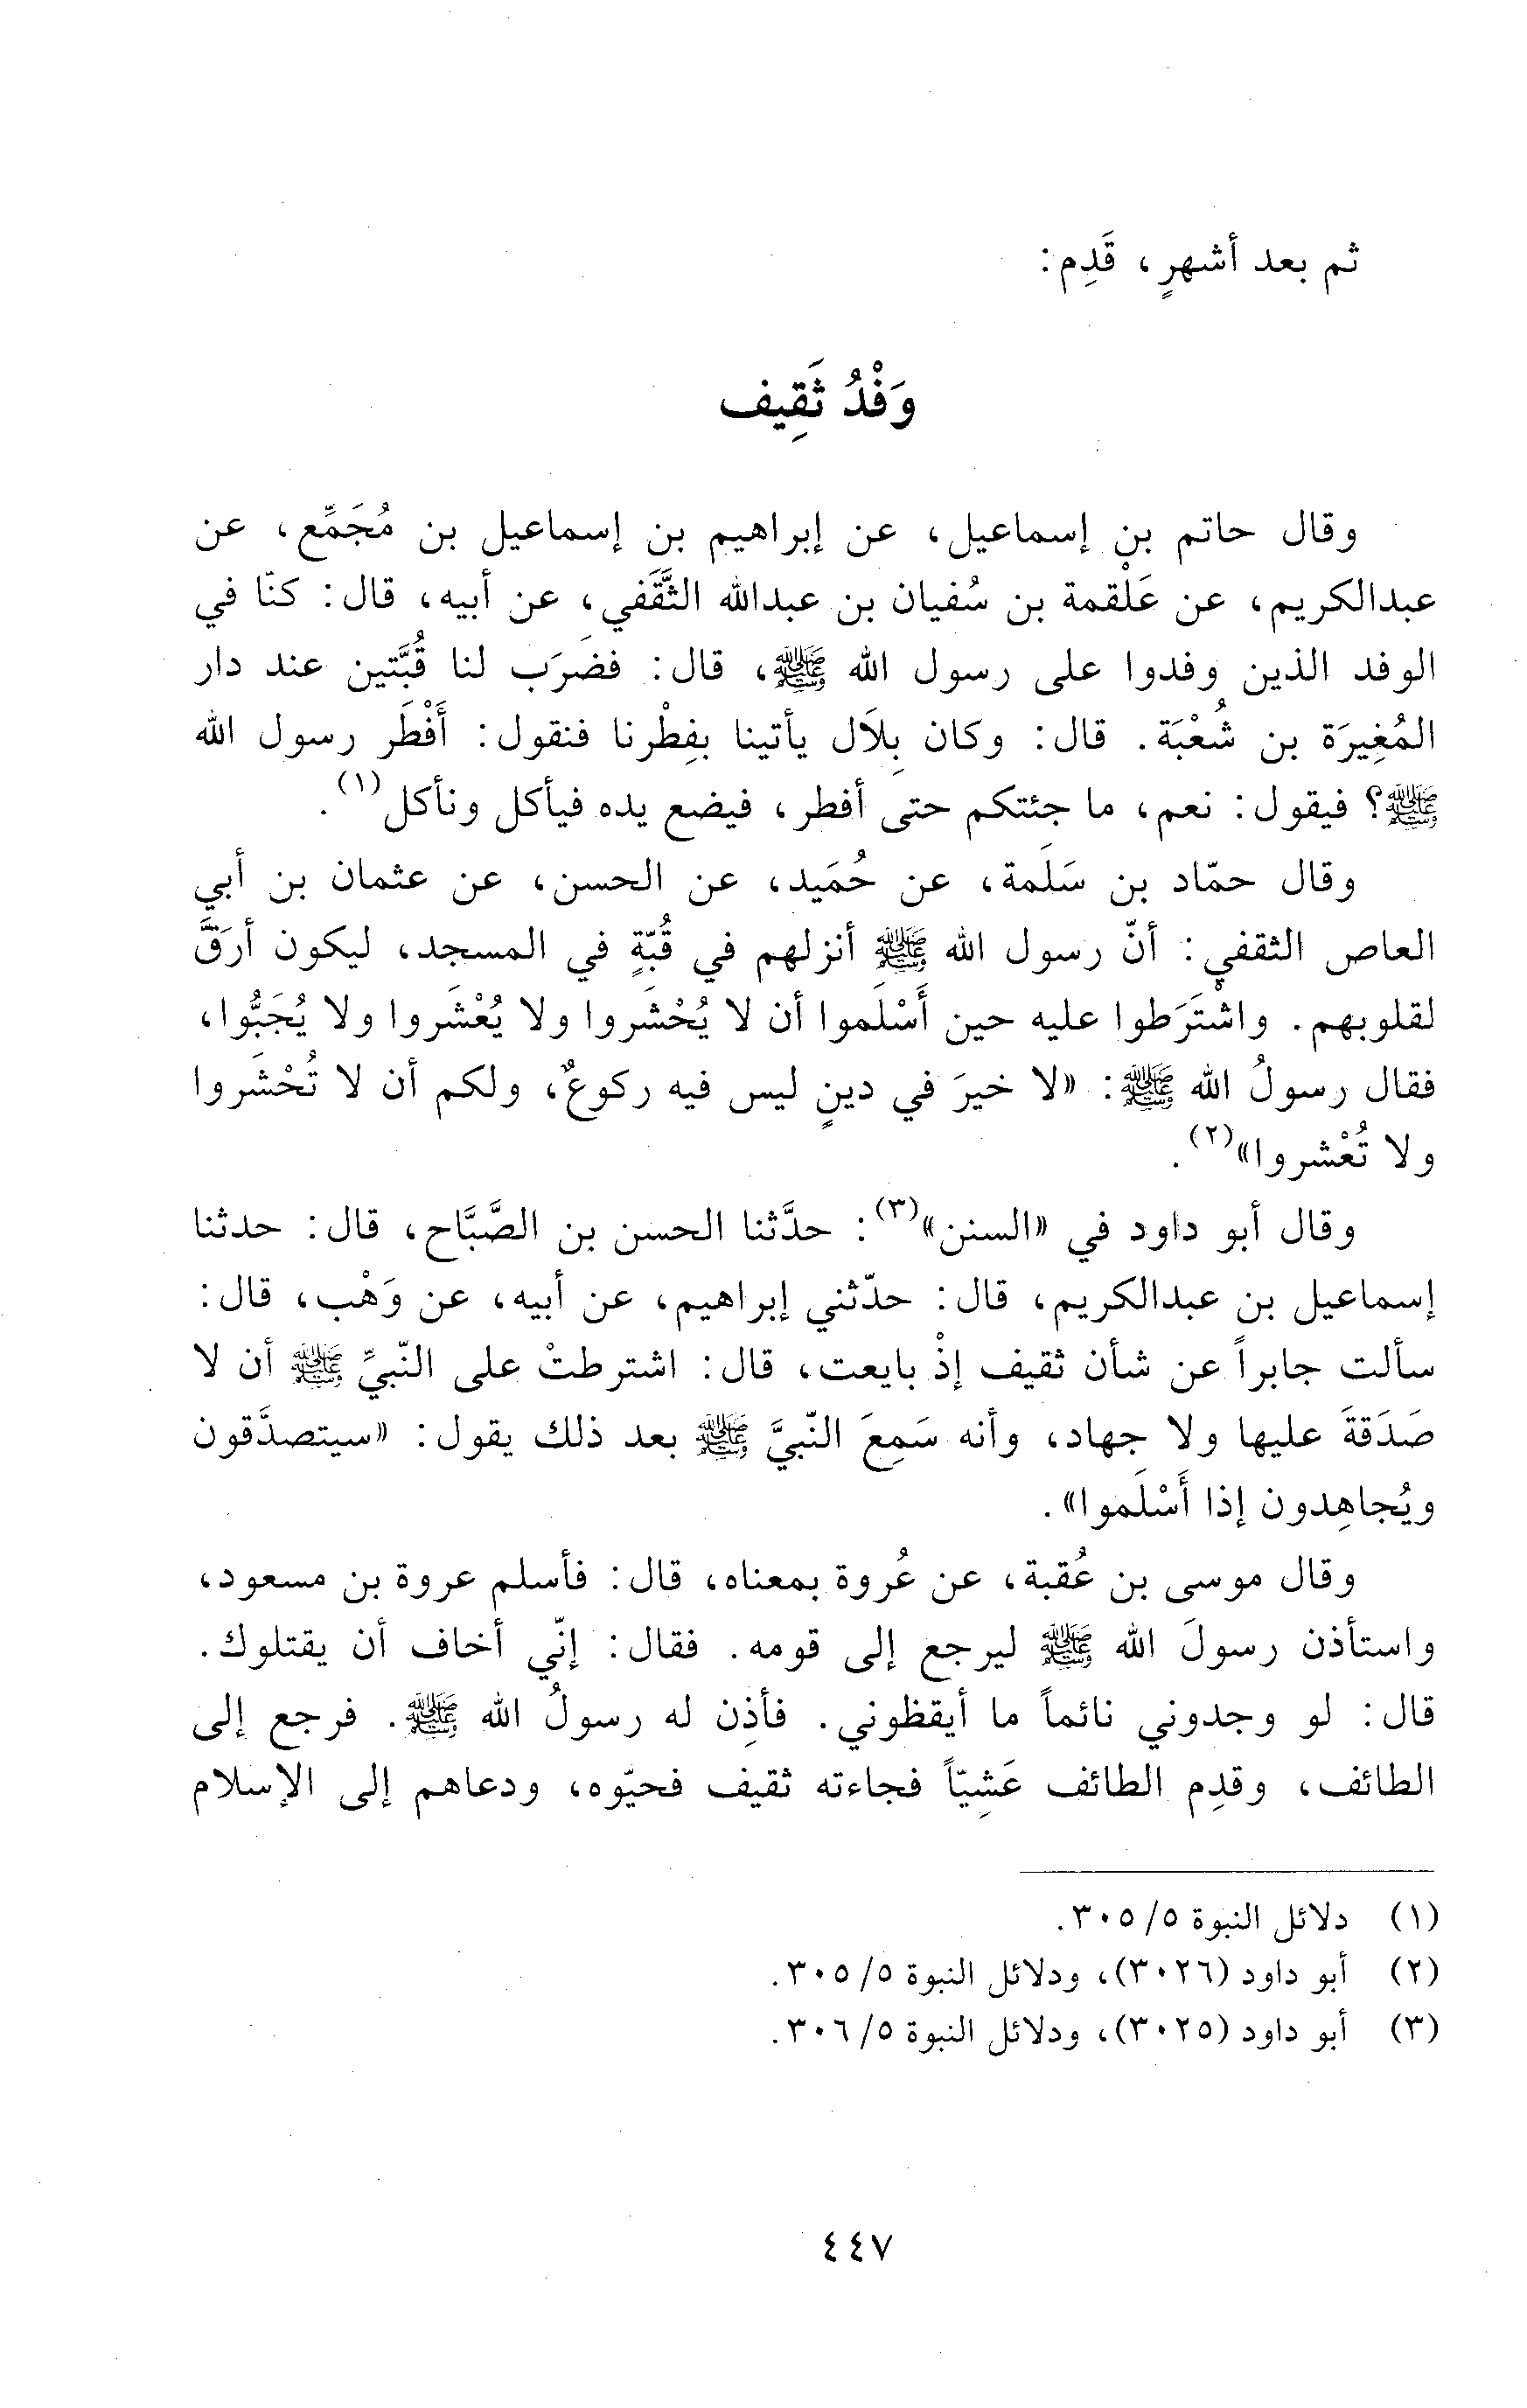 ثم بعد أشهرٍ، قَدِم:
وَفْدُ ثَقِيف
وقال حاتم بن إسماعيل، عن إبراهيم بن إسماعيل بن مُجَمِّع، عن
عبدالكريم، عن عَلْقمة بن سُفيان بن عبدالله الثَّقَفي، عن أبيه، قال: كنّا في
الوفد الذين وفدوا على رسول الله ﷺ، قال: فضَرَب لنا قُبَّتين عند دار
المُغِيرَة بن شُعْبَة. قال: وكان بِلاَل يأتينا بفِطْرنا فنقول: أَفْطَر رسول الله
ﷺ؟ فيقول: نعم، ما جئتكم حتى أفطر، فيضع يده فيأكل ونأكل(١).
وقال حمّاد بن سَلَمة، عن حُمَيد، عن الحسن، عن عثمان بن أبي
العاص الثقفي: أنّ رسول الله ﷺ أنزلهم في قُبّةٍ في المسجد، ليكون أرَقَّ
لقلوبهم. واشْتَرَطوا عليه حين أَسْلَموا أن لا يُحْشَروا ولا يُعْشَروا ولا يُجَبُّوا،
فقال رسولُ الله ﷺ: «لا خيرَ في دينٍ ليس فيه ركوعٌ، ولكم أن لا تُحْشَروا
ولا تُعْشروا»(٢).
وقال أبو داود في «السنن»(٣): حدَّثنا الحسن بن الصَّبَّاح، قال: حدثنا
إسماعيل بن عبدالكريم، قال: حدّثني إبراهيم، عن أبيه، عن وَهْب، قال:
سألت جابراً عن شأن ثقيف إذْ بايعت، قال: اشترطتْ على النّبيِّ ﷺ أن لا
صَدَقةَ عليها ولا جهاد، وأنه سَمِعَ النّبيَّ ﷺ بعد ذلك يقول: «سيتصدَّقون
ويُجاهِدون إذا أَسْلَموا».
وقال موسى بن عُقبة، عن عُروة بمعناه، قال: فأسلم عروة بن مسعود،
واستأذن رسولَ الله ﷺ ليرجع إلى قومه. فقال: إنّي أخاف أن يقتلوك.
قال: لو وجدوني نائماً ما أيقظوني. فأذِن له رسولُ الله ﷺ. فرجع إلى
الطائف، وقدِم الطائف عَشِيّاً فجاءته ثقيف فحيّوه، ودعاهم إلى الإسلام
(١) دلائل النبوة ٥/ ٣٠٥.
(٢) أبو داود (٣٠٢٦)، ودلائل النبوة ٥/ ٣٠٥.
(٣) أبو داود (٣٠٢٥)، ودلائل النبوة ٥/ ٣٠٦.
٤٤٧